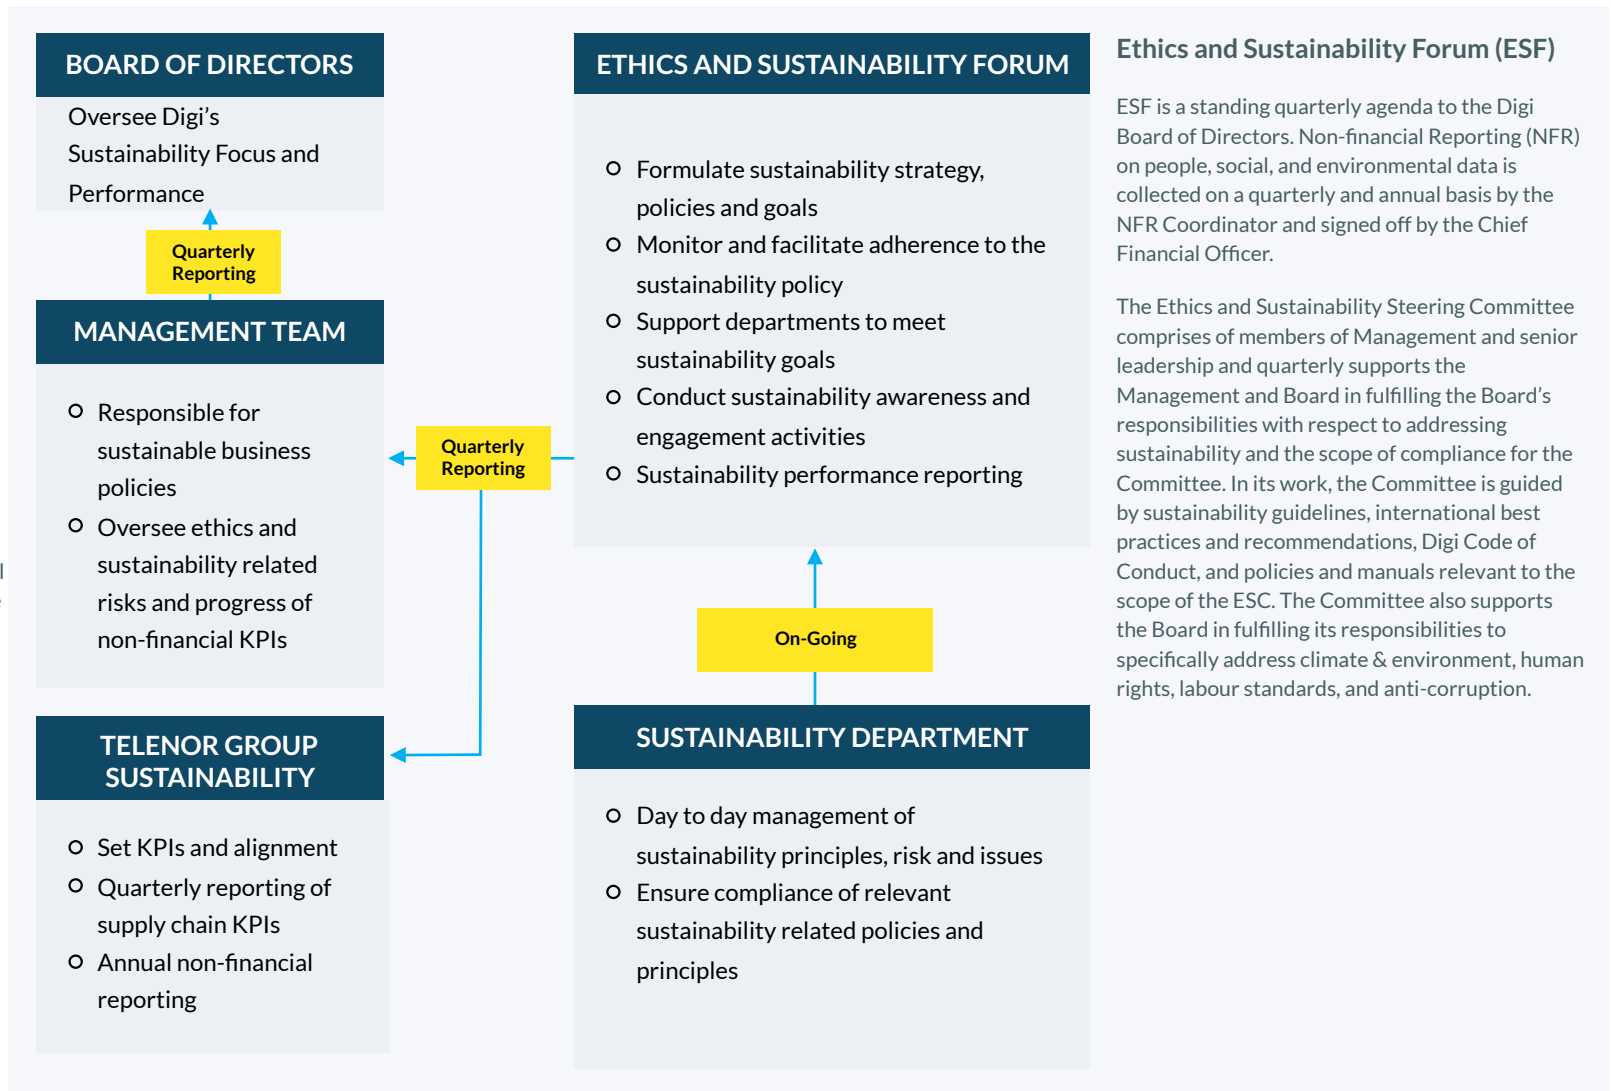 BOARD OF DIRECTORS
Oversee Digi’s
Sustainability Focus and
Performance
Quarterly
Reporting
MANAGEMENT TEAM
Responsible for
sustainable business
policies
Oversee ethics and
sustainability related
risks and progress of
non-financial KPIs
Quarterly
Reporting
TELENOR GROUP
SUSTAINABILITY
Set KPIs and alignment
Quarterly reporting of
supply chain KPIs
Annual non-financial
reporting
ETHICS AND SUSTAINABILITY FORUM
Formulate sustainability strategy,
policies and goals
Monitor and facilitate adherence to the
sustainability policy
Support departments to meet
sustainability goals
Conduct sustainability awareness and
engagement activities
Sustainability performance reporting
On-Going
SUSTAINABILITY DEPARTMENT
Day to day management of
sustainability principles, risk and issues
Ensure compliance of relevant
sustainability related policies and
principles
Ethics and Sustainability Forum (ESF)
ESF is a standing quarterly agenda to the Digi
Board of Directors. Non-financial Reporting (NFR)
on people, social, and environmental data is
collected on a quarterly and annual basis by the
NFR Coordinator and signed off by the Chief
Financial Officer.
The Ethics and Sustainability Steering Committee
comprises of members of Management and senior
leadership and quarterly supports the
Management and Board in fulfilling the Board’s
responsibilities with respect to addressing
sustainability and the scope of compliance for the
Committee. In its work, the Committee is guided
by sustainability guidelines, international best
practices and recommendations, Digi Code of
Conduct, and policies and manuals relevant to the
scope of the ESC. The Committee also supports
the Board in fulfilling its responsibilities to
specifically address climate & environment, human
rights, labour standards, and anti-corruption.